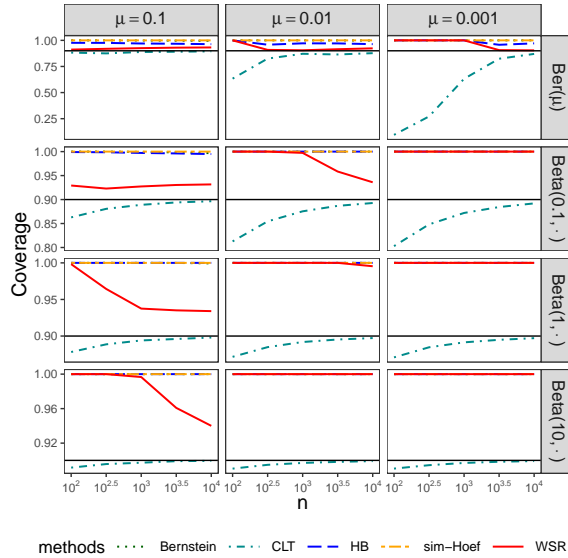 μ = 0.1 μ = 0.01 μ = 0.001
1.00
0.75
0.50
0.25
Ber(μ)
1.00
0.95
0.90
0.85
0.80
Beta(0.1, ·)
1.00
0.95
0.90
Beta(1, ·)
1.00
0.96
0.92
Beta(10, ·)
Coverage
10^2 10^2.5 10^3 10^3.5 10^4 10^2 10^2.5 10^3 10^3.5 10^4 10^2 10^2.5 10^3 10^3.5 10^4
n
methods Bernstein CLT HB sim−Hoef WSR